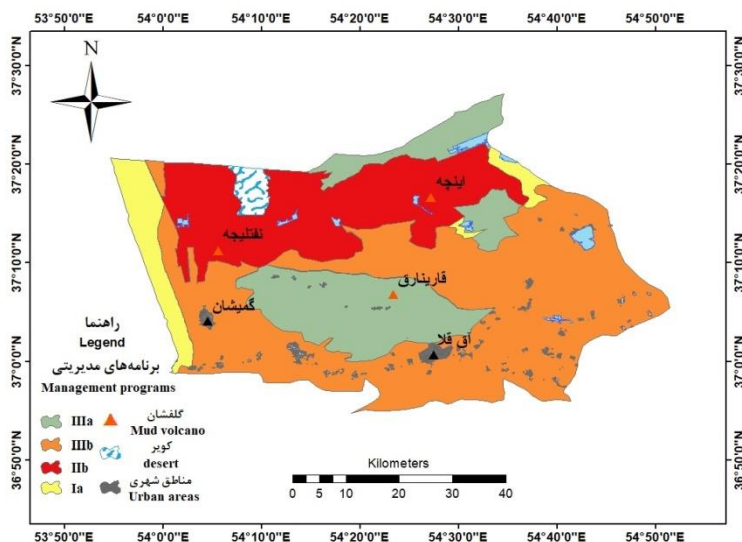 N
53°50'0"E 54°0'0"E 54°10'0"E 54°20'0"E 54°30'0"E 54°40'0"E 54°50'0"E
37°30'0"N 37°30'0"N
37°20'0"N 37°20'0"N
اینچه
نفتلیجه
37°10'0"N 37°10'0"N
قارینارق
گمیشان
آق قلا
37°0'0"N 37°0'0"N
36°50'0"N 36°50'0"N
راهنما
Legend
برنامه‌های مدیریتی
Management programs
IIIa
گلفشان
Mud volcano
IIIb
کویر
desert
IIb
مناطق شهری
Urban areas
Ia
Kilometers
0 5 10 20 30 40
53°50'0"E 54°0'0"E 54°10'0"E 54°20'0"E 54°30'0"E 54°40'0"E 54°50'0"E